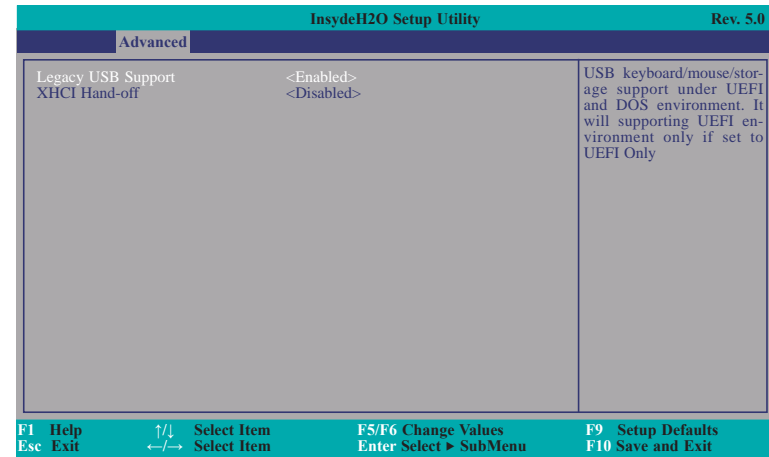 InsydeH2O Setup Utility Rev. 5.0
Advanced
Legacy USB Support <Enabled>
XHCI Hand-off <Disabled>
USB keyboard/mouse/stor-
age support under UEFI
and DOS environment. It
will supporting UEFI en-
vironment only if set to
UEFI Only
F1 Help ↑/↓ Select Item F5/F6 Change Values F9 Setup Defaults
Esc Exit ←/→ Select Item Enter Select ► SubMenu F10 Save and Exit